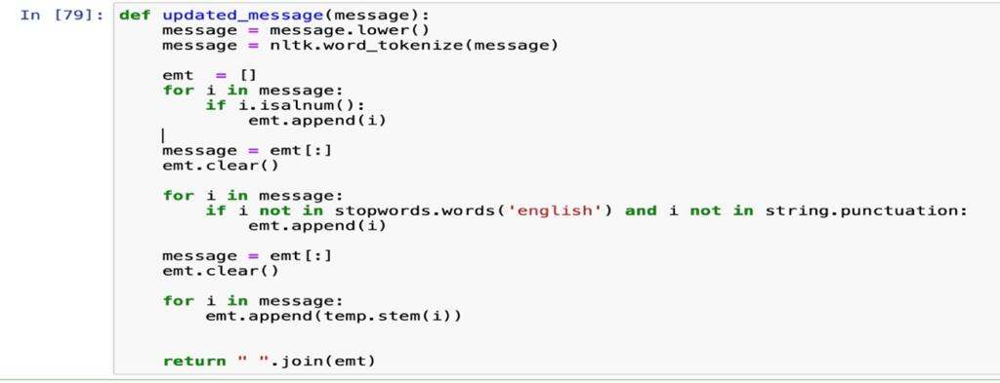 In [79]: def updated_message(message):
    message = message.lower()
    message = nltk.word_tokenize(message)

    emt  = []
    for i in message:
        if i.isalnum():
            emt.append(i)

    message = emt[:]
    emt.clear()

    for i in message:
        if i not in stopwords.words('english') and i not in string.punctuation:
            emt.append(i)

    message = emt[:]
    emt.clear()

    for i in message:
        emt.append(temp.stem(i))


    return " ".join(emt)